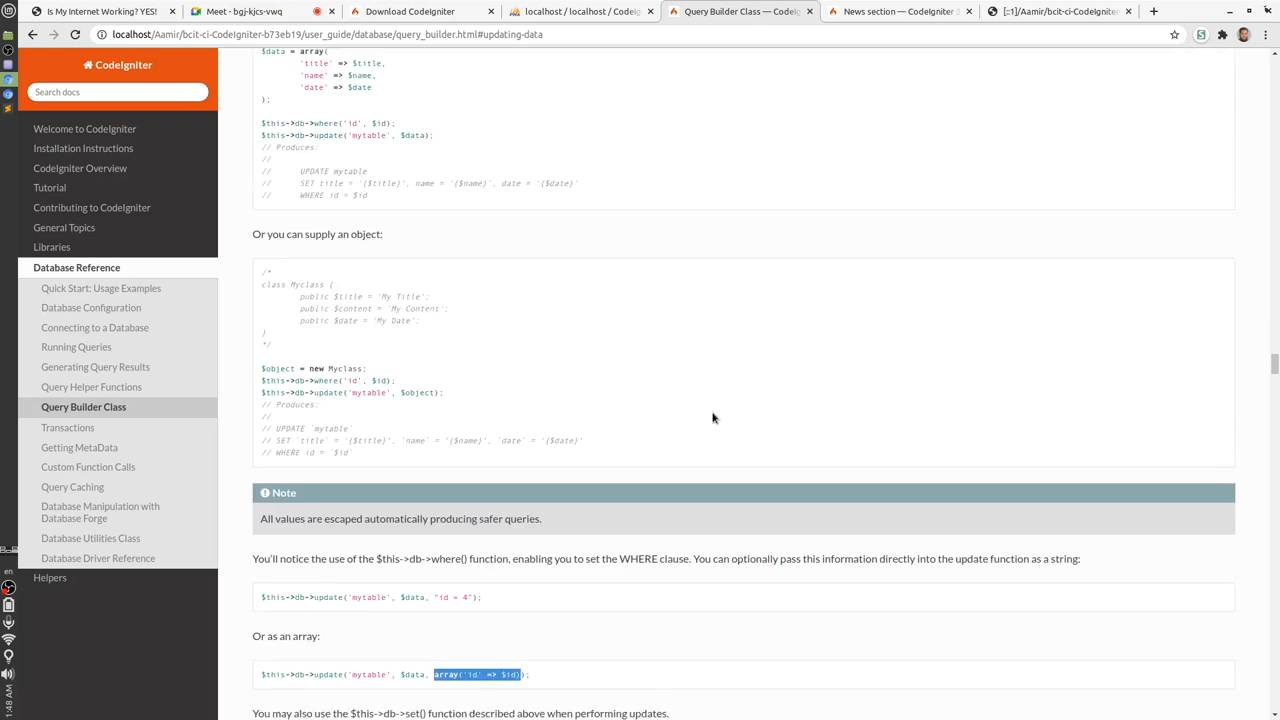 Is My Internet Working? YES!
Meet - bgj-kjcs-vwq
Download CodeIgniter
localhost / localhost / CodeIg
Query Builder Class — CodeIg
News section — CodeIgniter 3
[::1]/Aamir/bcit-ci-CodeIgnite
localhost/Aamir/bcit-ci-CodeIgniter-b73eb19/user_guide/database/query_builder.html#updating-data
CodeIgniter
Search docs
Welcome to CodeIgniter
Installation Instructions
CodeIgniter Overview
Tutorial
Contributing to CodeIgniter
General Topics
Libraries
Database Reference
Quick Start: Usage Examples
Database Configuration
Connecting to a Database
Running Queries
Generating Query Results
Query Helper Functions
Query Builder Class
Transactions
Getting MetaData
Custom Function Calls
Query Caching
Database Manipulation with
Database Forge
Database Utilities Class
Database Driver Reference
Helpers
en
1:48 AM
$data = array(
'title' => $title,
'name' => $name,
'date' => $date
);
$this->db->where('id', $id);
$this->db->update('mytable', $data);
// Produces:
//
// UPDATE mytable
// SET title = '{$title}', name = '{$name}', date = '{$date}'
// WHERE id = $id
Or you can supply an object:
/*
class Myclass {
public $title = 'My Title';
public $content = 'My Content';
public $date = 'My Date';
}
*/
$object = new Myclass;
$this->db->where('id', $id);
$this->db->update('mytable', $object);
// Produces:
//
// UPDATE `mytable`
// SET `title` = '{$title}', `name` = '{$name}', `date` = '{$date}'
// WHERE id = `$id`
Note
All values are escaped automatically producing safer queries.
You’ll notice the use of the $this->db->where() function, enabling you to set the WHERE clause. You can optionally pass this information directly into the update function as a string:
$this->db->update('mytable', $data, "id = 4");
Or as an array:
$this->db->update('mytable', $data, array('id' => $id));
You may also use the $this->db->set() function described above when performing updates.